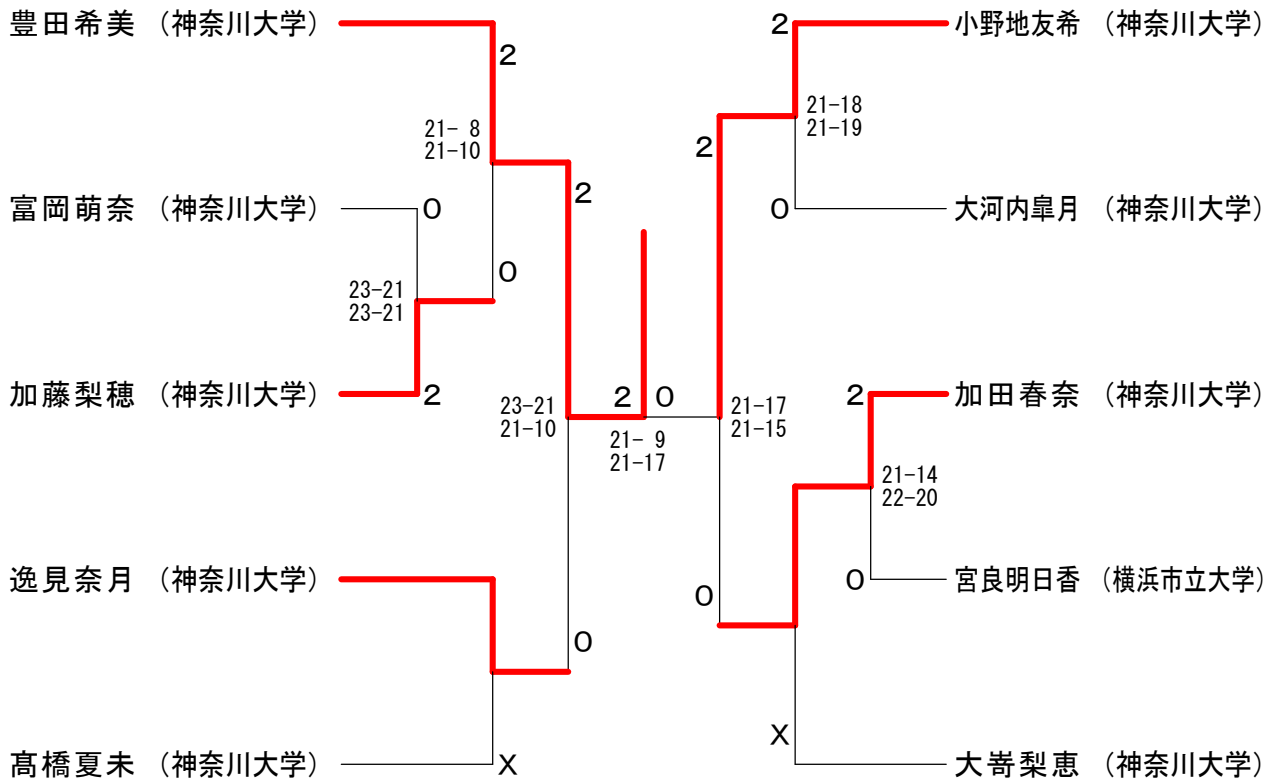 豊田希美 (神奈川大学)
2
21- 8
21-10
富岡萌奈 (神奈川大学)
0
2
0
23-21
23-21
加藤梨穂 (神奈川大学)
2
23-21
21-10
2
0
21- 9
21-17
逸見奈月 (神奈川大学)
0
髙橋夏未 (神奈川大学)
X
2
小野地友希 (神奈川大学)
21-18
21-19
2
0
大河内皐月 (神奈川大学)
21-17
21-15
2
加田春奈 (神奈川大学)
21-14
22-20
0
0
宮良明日香 (横浜市立大学)
X
大嵜梨恵 (神奈川大学)